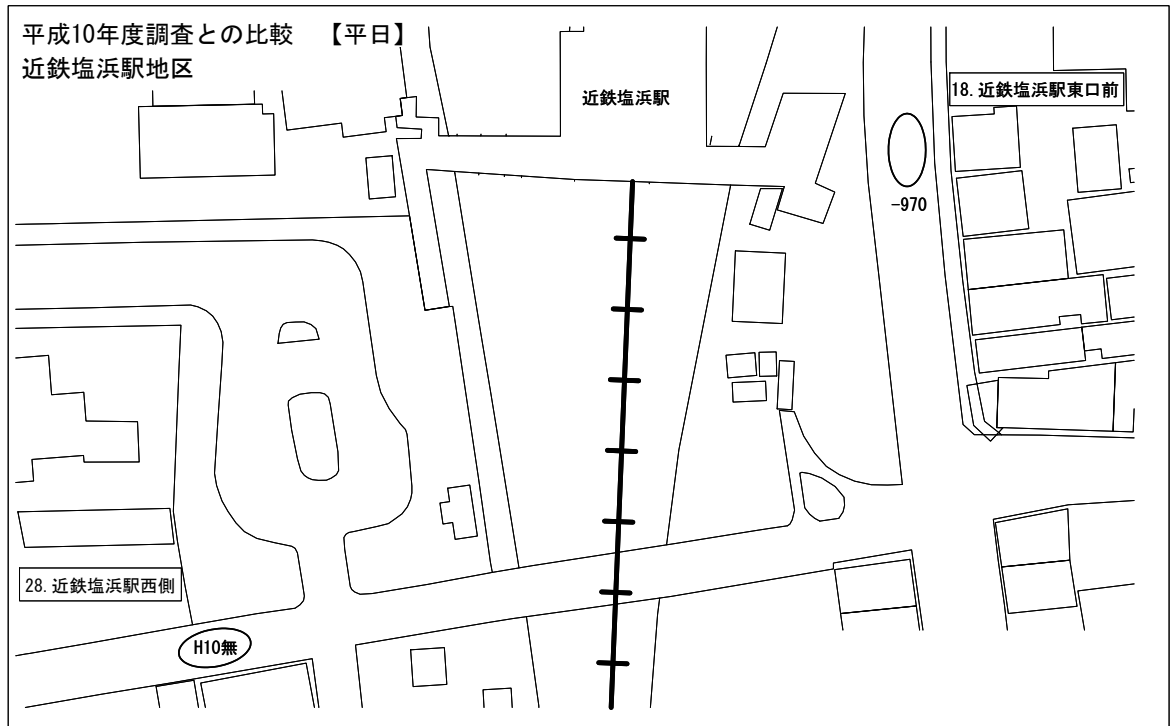 平成10年度調査との比較　【平日】
近鉄塩浜駅地区
近鉄塩浜駅
18. 近鉄塩浜駅東口前
-970
28. 近鉄塩浜駅西側
H10無